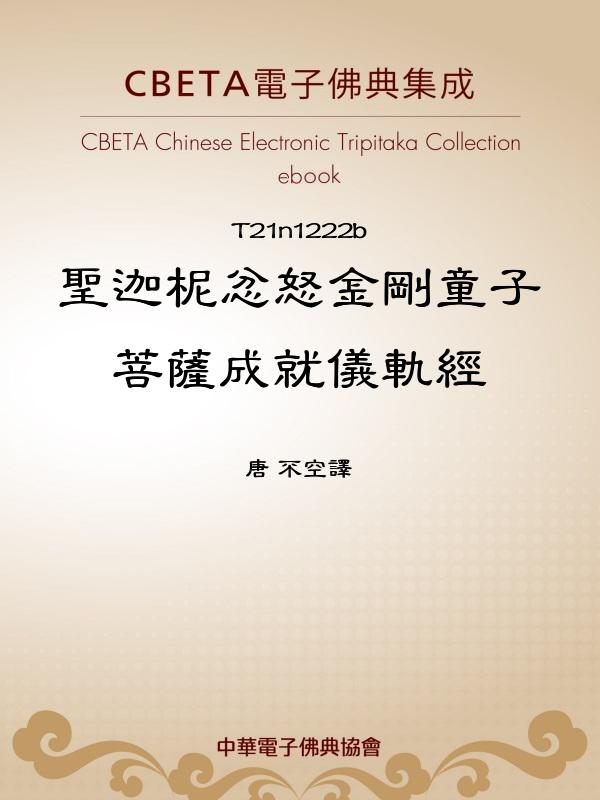 CBETA電子佛典集成
CBETA Chinese Electronic Tripitaka Collection
ebook
T21n1222b
聖迦柅忿怒金剛童子
菩薩成就儀軌經
唐 不空譯
中華電子佛典協會